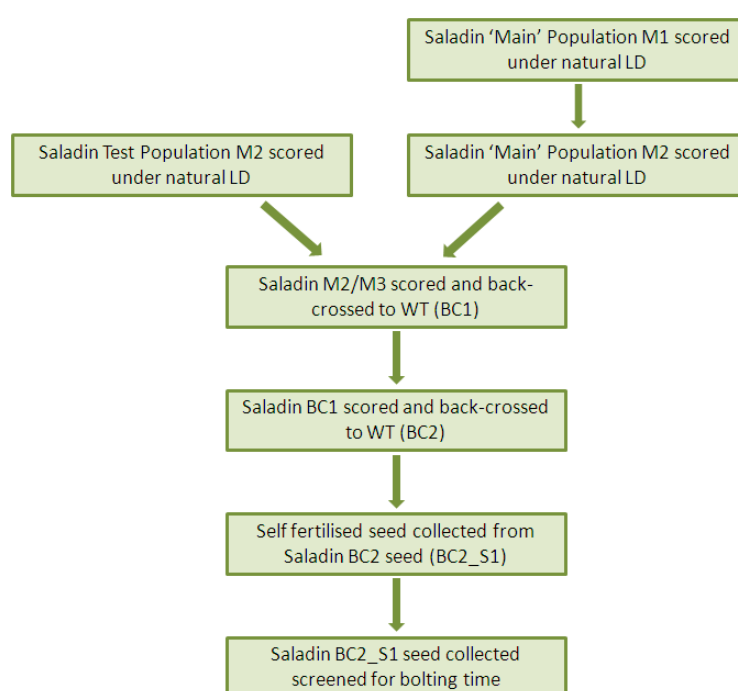 Saladin ‘Main’ Population M1 scored
under natural LD
Saladin Test Population M2 scored
under natural LD
Saladin ‘Main’ Population M2 scored
under natural LD
Saladin M2/M3 scored and back-
crossed to WT (BC1)
Saladin BC1 scored and back-crossed
to WT (BC2)
Self fertilised seed collected from
Saladin BC2 seed (BC2_S1)
Saladin BC2_S1 seed collected
screened for bolting time